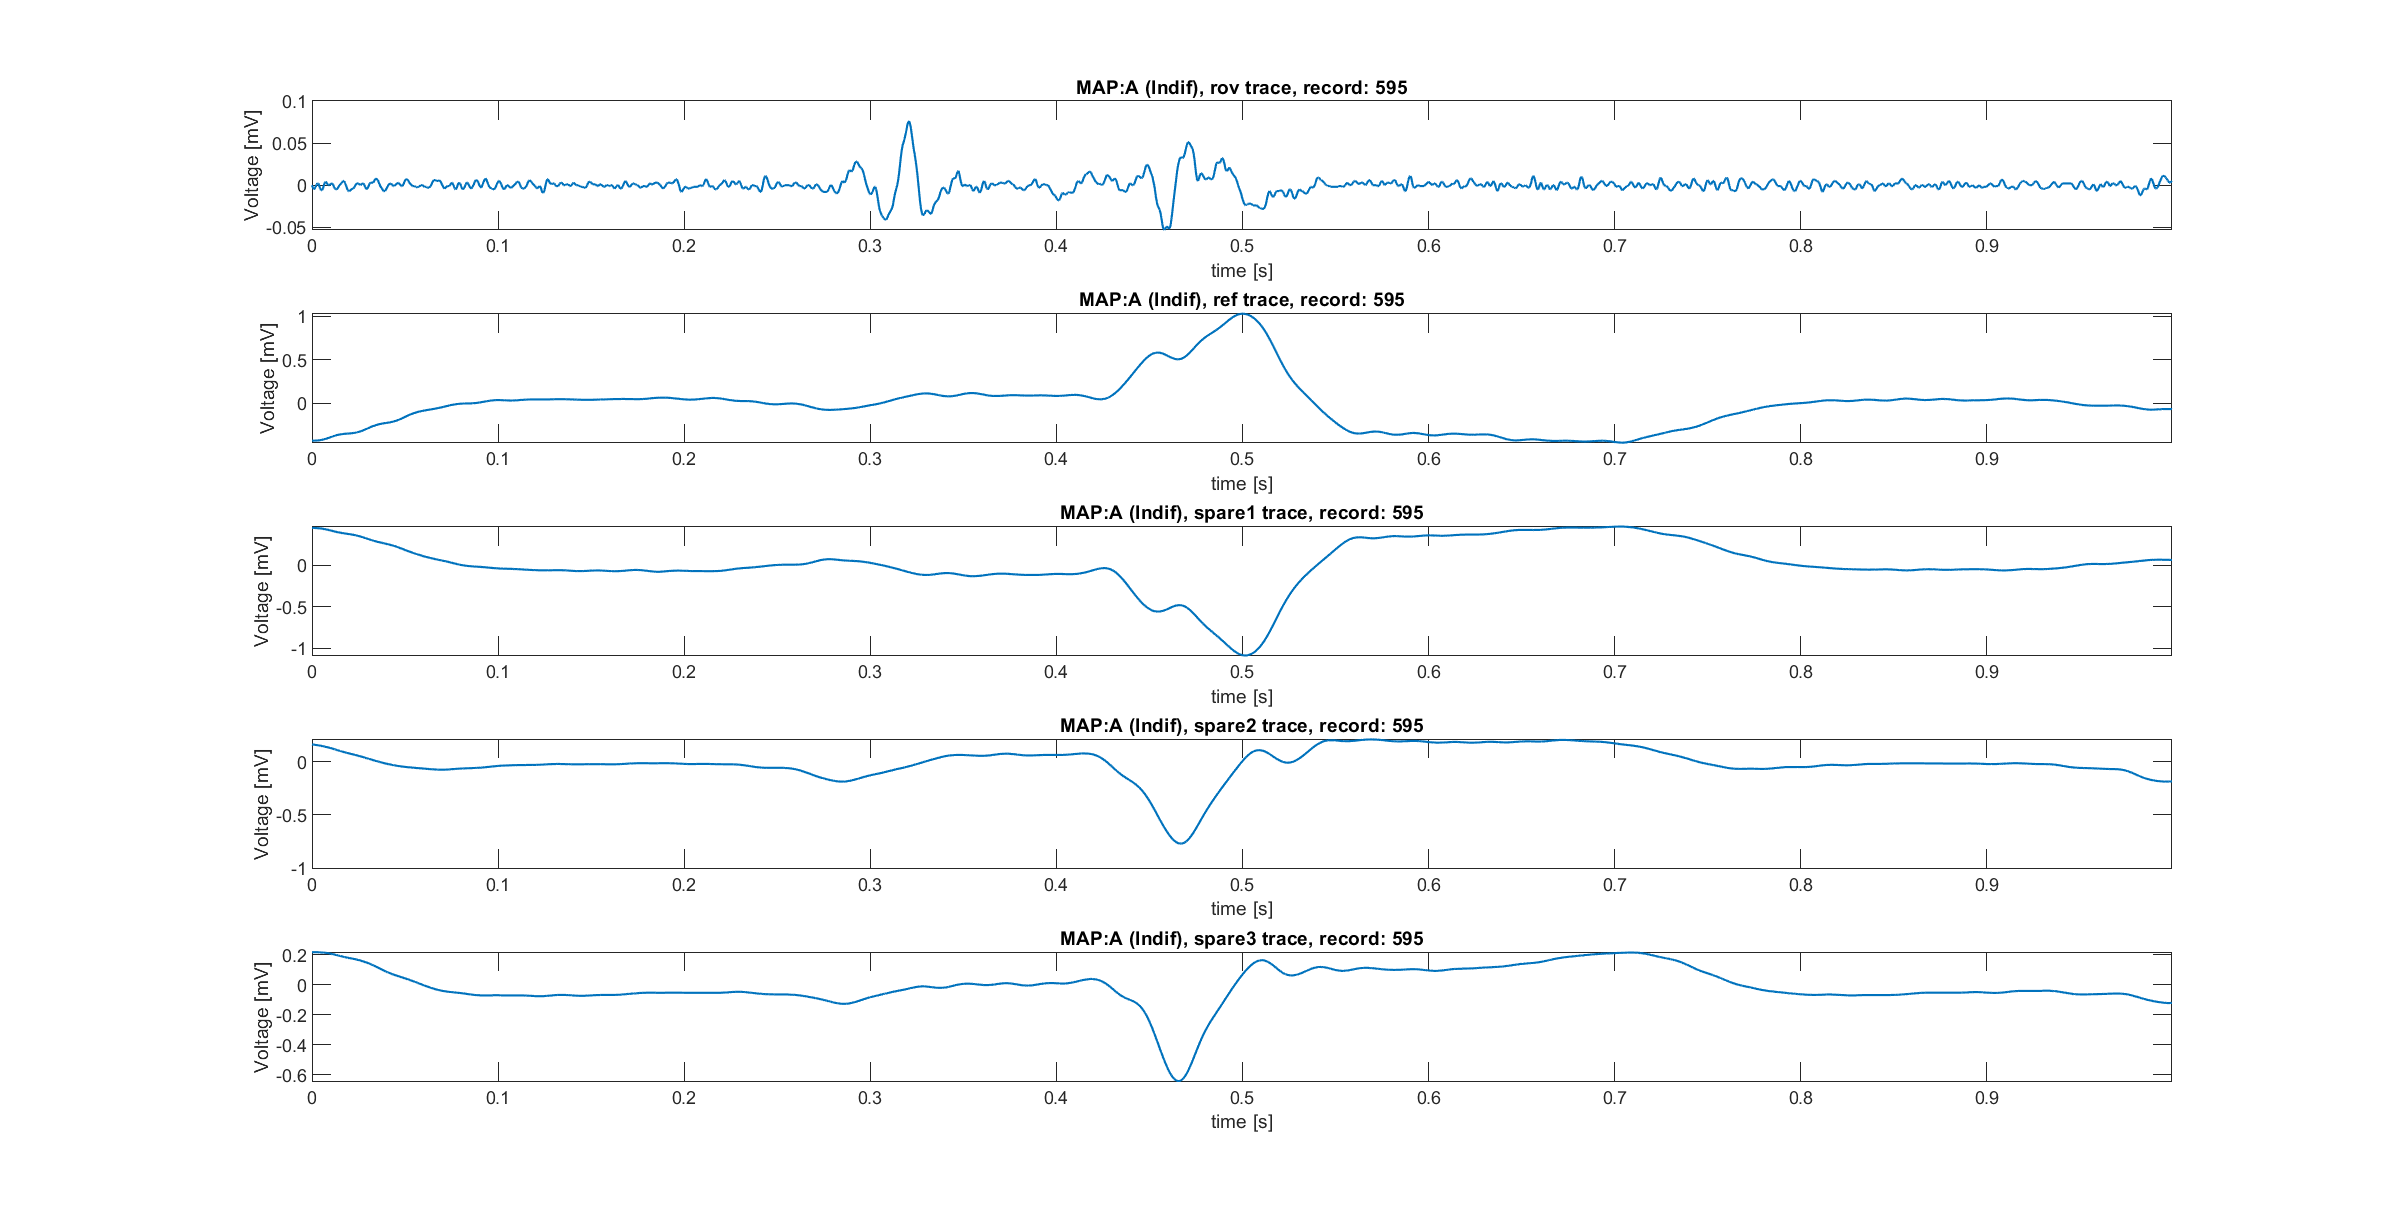 MAP:A (Indif), rov trace, record: 595
Voltage [mV]
0.1
0.05
0
-0.05
0 0.1 0.2 0.3 0.4 0.5 0.6 0.7 0.8 0.9
time [s]
MAP:A (Indif), ref trace, record: 595
Voltage [mV]
1
0.5
0
0 0.1 0.2 0.3 0.4 0.5 0.6 0.7 0.8 0.9
time [s]
MAP:A (Indif), spare1 trace, record: 595
Voltage [mV]
0
-0.5
-1
0 0.1 0.2 0.3 0.4 0.5 0.6 0.7 0.8 0.9
time [s]
MAP:A (Indif), spare2 trace, record: 595
Voltage [mV]
0
-0.5
-1
0 0.1 0.2 0.3 0.4 0.5 0.6 0.7 0.8 0.9
time [s]
MAP:A (Indif), spare3 trace, record: 595
Voltage [mV]
0.2
0
-0.2
-0.4
-0.6
0 0.1 0.2 0.3 0.4 0.5 0.6 0.7 0.8 0.9
time [s]